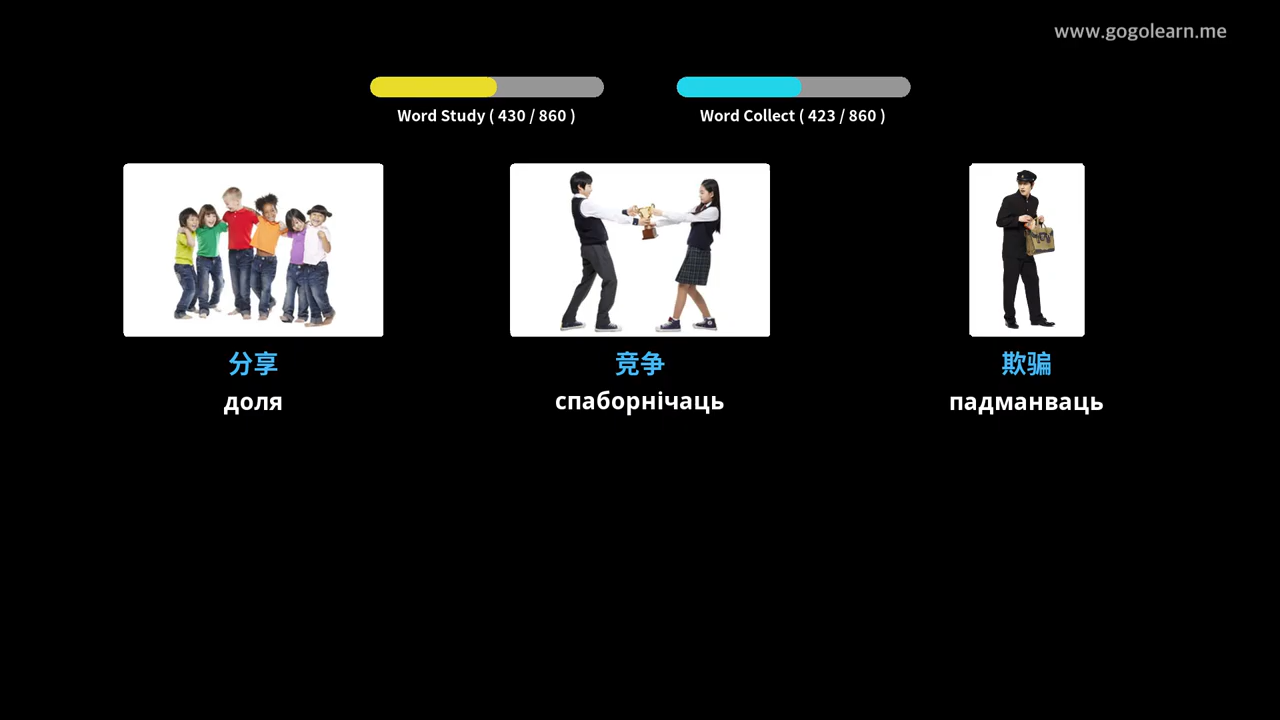 www.gogolearn.me
Word Study ( 430 / 860 )
Word Collect ( 423 / 860 )
分享
доля
竞争
спаборнічаць
欺骗
падманваць